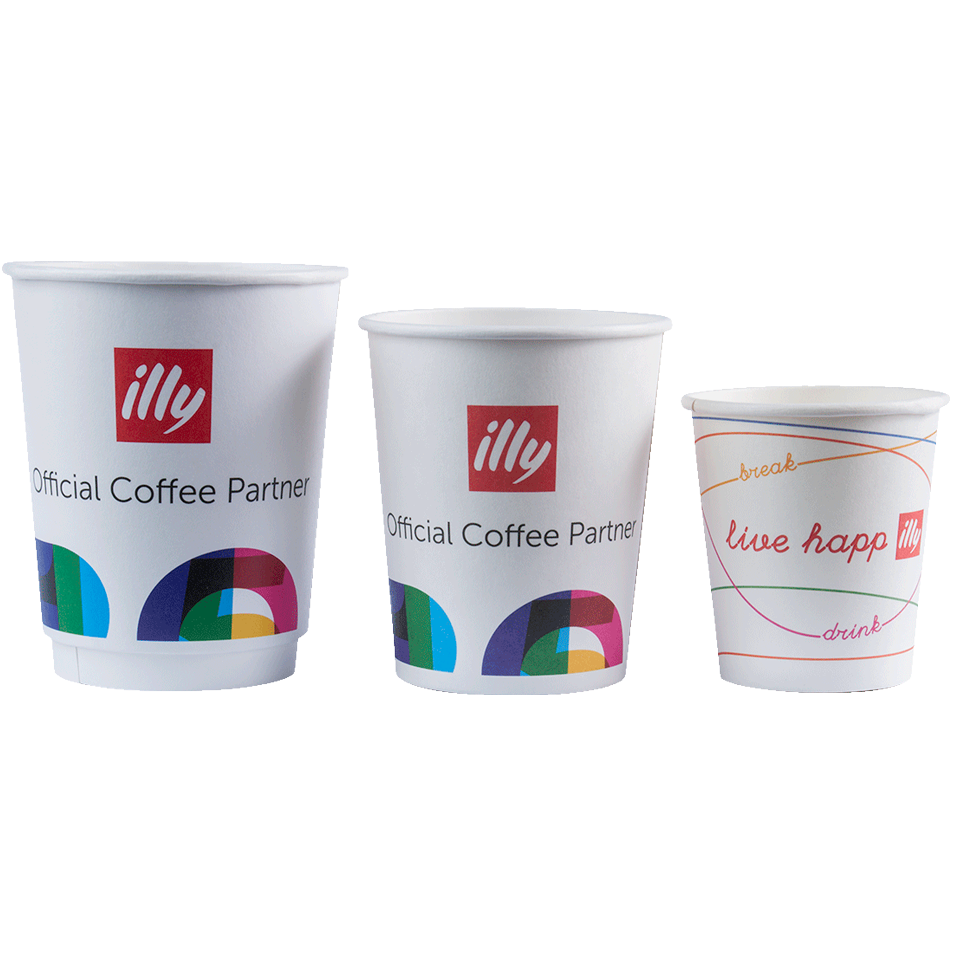 illy
Official Coffee Partner
illy
Official Coffee Partner
break
live happ illy
drink